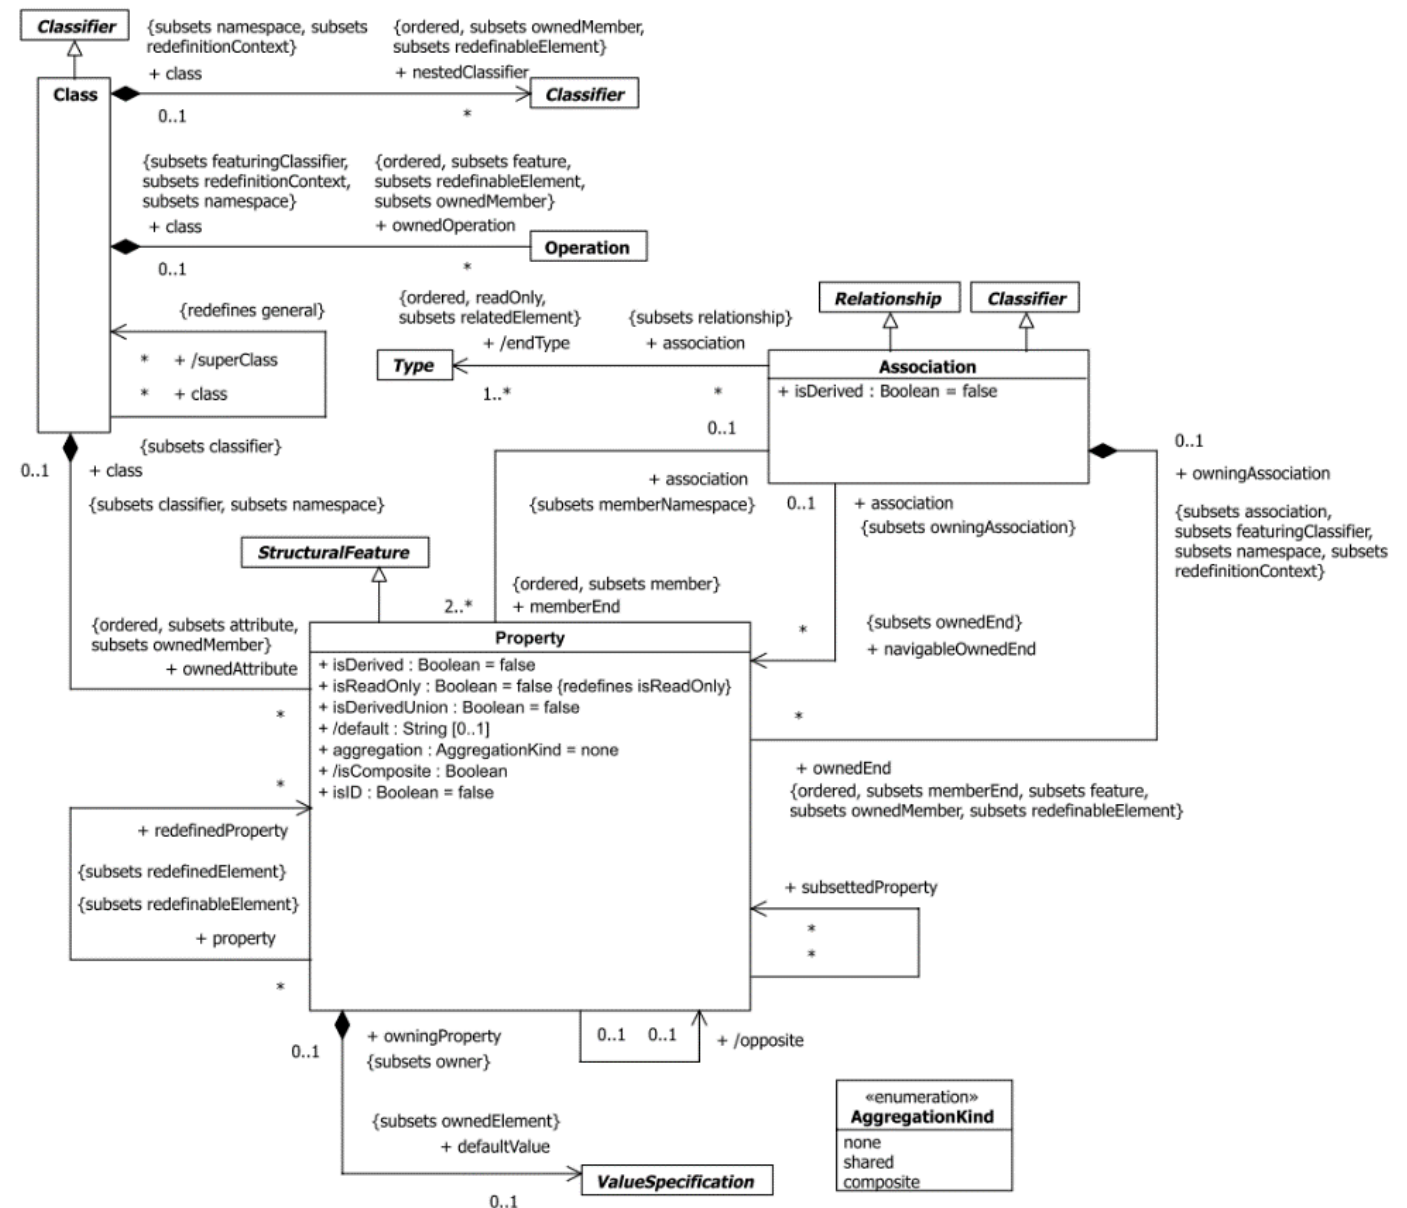 Classifier
{subsets namespace, subsets
redefinitionContext}
+ class
0..1
{ordered, subsets ownedMember,
subsets redefinableElement}
+ nestedClassifier
*
Classifier
Class
{subsets featuringClassifier,
subsets redefinitionContext,
subsets namespace}
+ class
0..1
{ordered, subsets feature,
subsets redefinableElement,
subsets ownedMember}
+ ownedOperation
*
Operation
{redefines general}
* + /superClass
* + class
{subsets classifier}
{ordered, readOnly,
subsets relatedElement}
+ /endType
1..*
Type
{subsets relationship}
+ association
*
Relationship
Classifier
Association
+ isDerived : Boolean = false
0..1
+ association
{subsets memberNamespace}
0..1
+ association
{subsets owningAssociation}
0..1
+ owningAssociation
{subsets association,
subsets featuringClassifier,
subsets namespace, subsets
redefinitionContext}
0..1
+ class
{subsets classifier, subsets namespace}
StructuralFeature
{ordered, subsets member}
2..*
+ memberEnd
{ordered, subsets attribute,
subsets ownedMember}
+ ownedAttribute
*
*
{subsets ownedEnd}
+ navigableOwnedEnd
Property
+ isDerived : Boolean = false
+ isReadOnly : Boolean = false {redefines isReadOnly}
+ isDerivedUnion : Boolean = false
+ /default : String [0..1]
+ aggregation : AggregationKind = none
+ /isComposite : Boolean
+ isID : Boolean = false
*
+ ownedEnd
{ordered, subsets memberEnd, subsets feature,
subsets ownedMember, subsets redefinableElement}
*
+ redefinedProperty
{subsets redefinedElement}
{subsets redefinableElement}
+ property
*
+ subsettedProperty
*
*
0..1
+ owningProperty
{subsets owner}
0..1 0..1
+ /opposite
{subsets ownedElement}
+ defaultValue
0..1
ValueSpecification
«enumeration»
AggregationKind
none
shared
composite